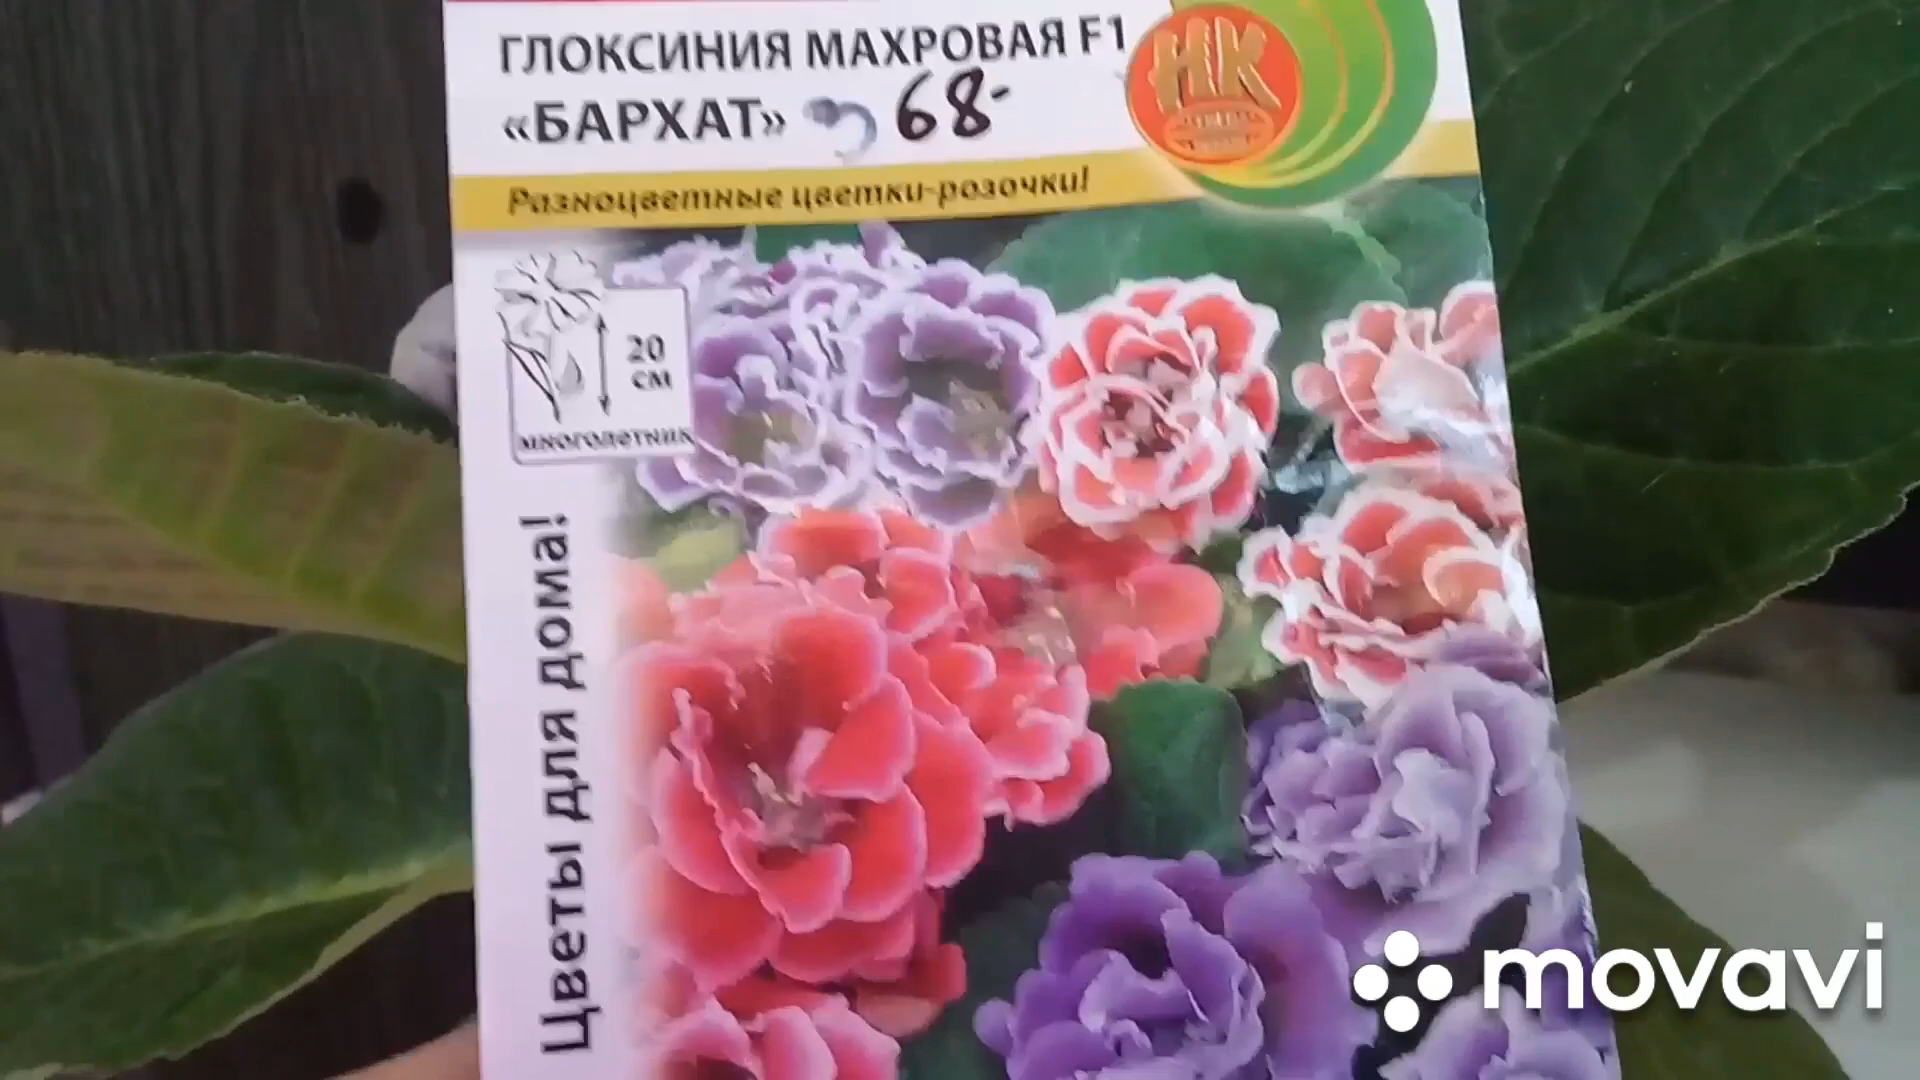 ГЛОКСИНИЯ МАХРОВАЯ F1
«БАРХАТ» 68-
НК
Разноцветные цветки-розочки!
20
см
многолетник
Цветы для дома!
movavi